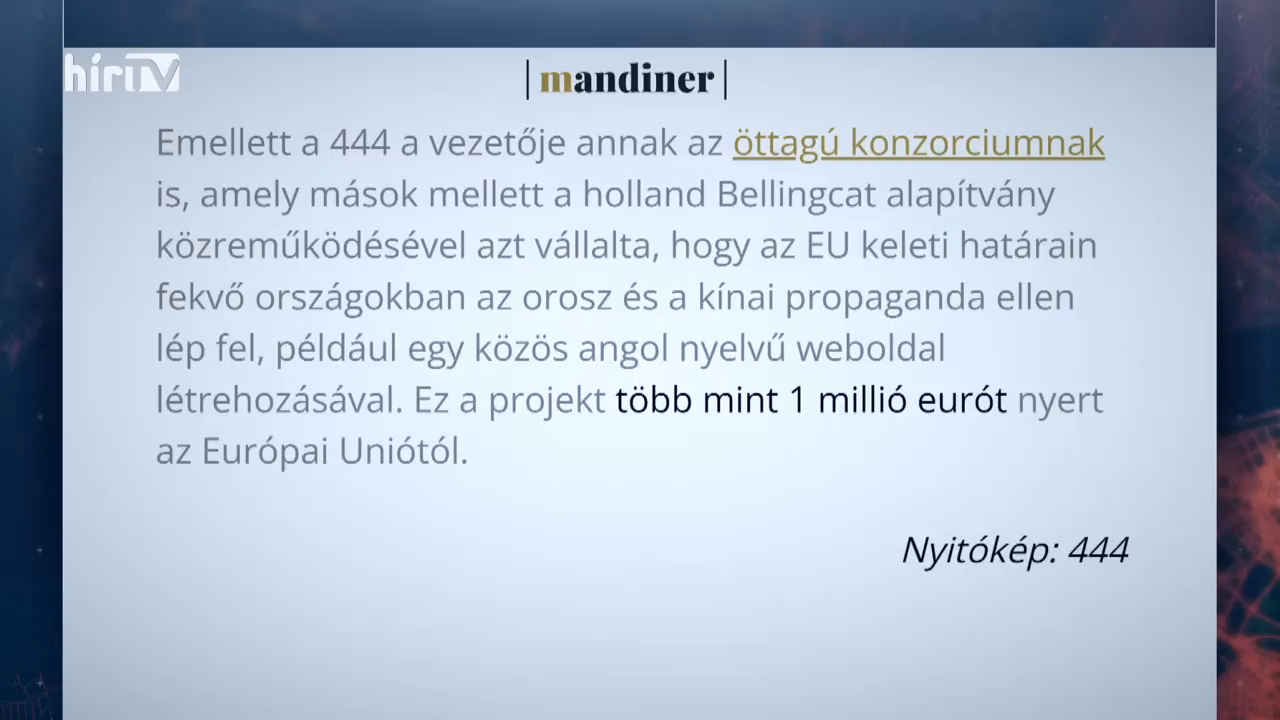 hírTV
|mandiner|
Emellett a 444 a vezetője annak az öttagú konzorciumnak
is, amely mások mellett a holland Bellingcat alapítvány
közreműködésével azt vállalta, hogy az EU keleti határain
fekvő országokban az orosz és a kínai propaganda ellen
lép fel, például egy közös angol nyelvű weboldal
létrehozásával. Ez a projekt több mint 1 millió eurót nyert
az Európai Uniótól.
Nyitókép: 444